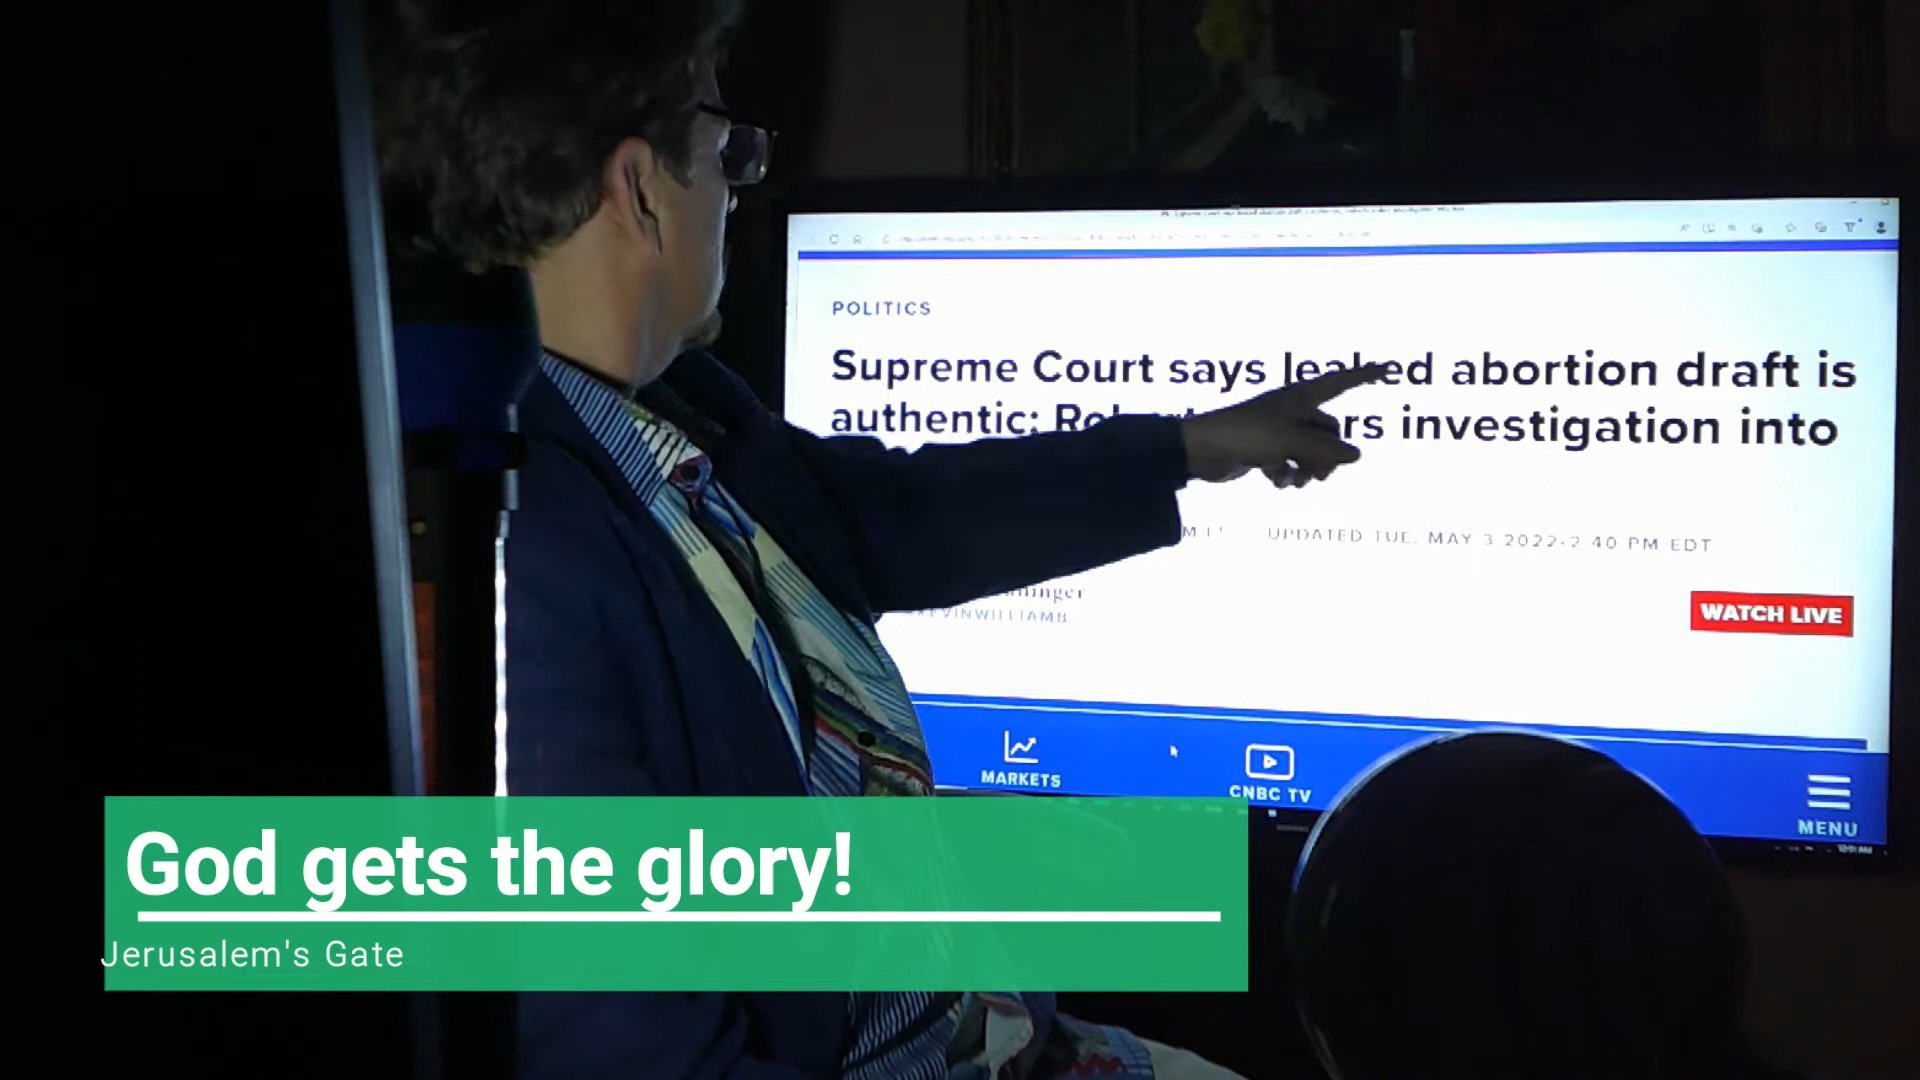 POLITICS
Supreme Court says leaked abortion draft is
authentic; investigation into
UPDATED TUE, MAY 3 2022-2:40 PM EDT
KEVINWILLIAMB
WATCH LIVE
MARKETS
CNBC TV
MENU
God gets the glory!
Jerusalem's Gate